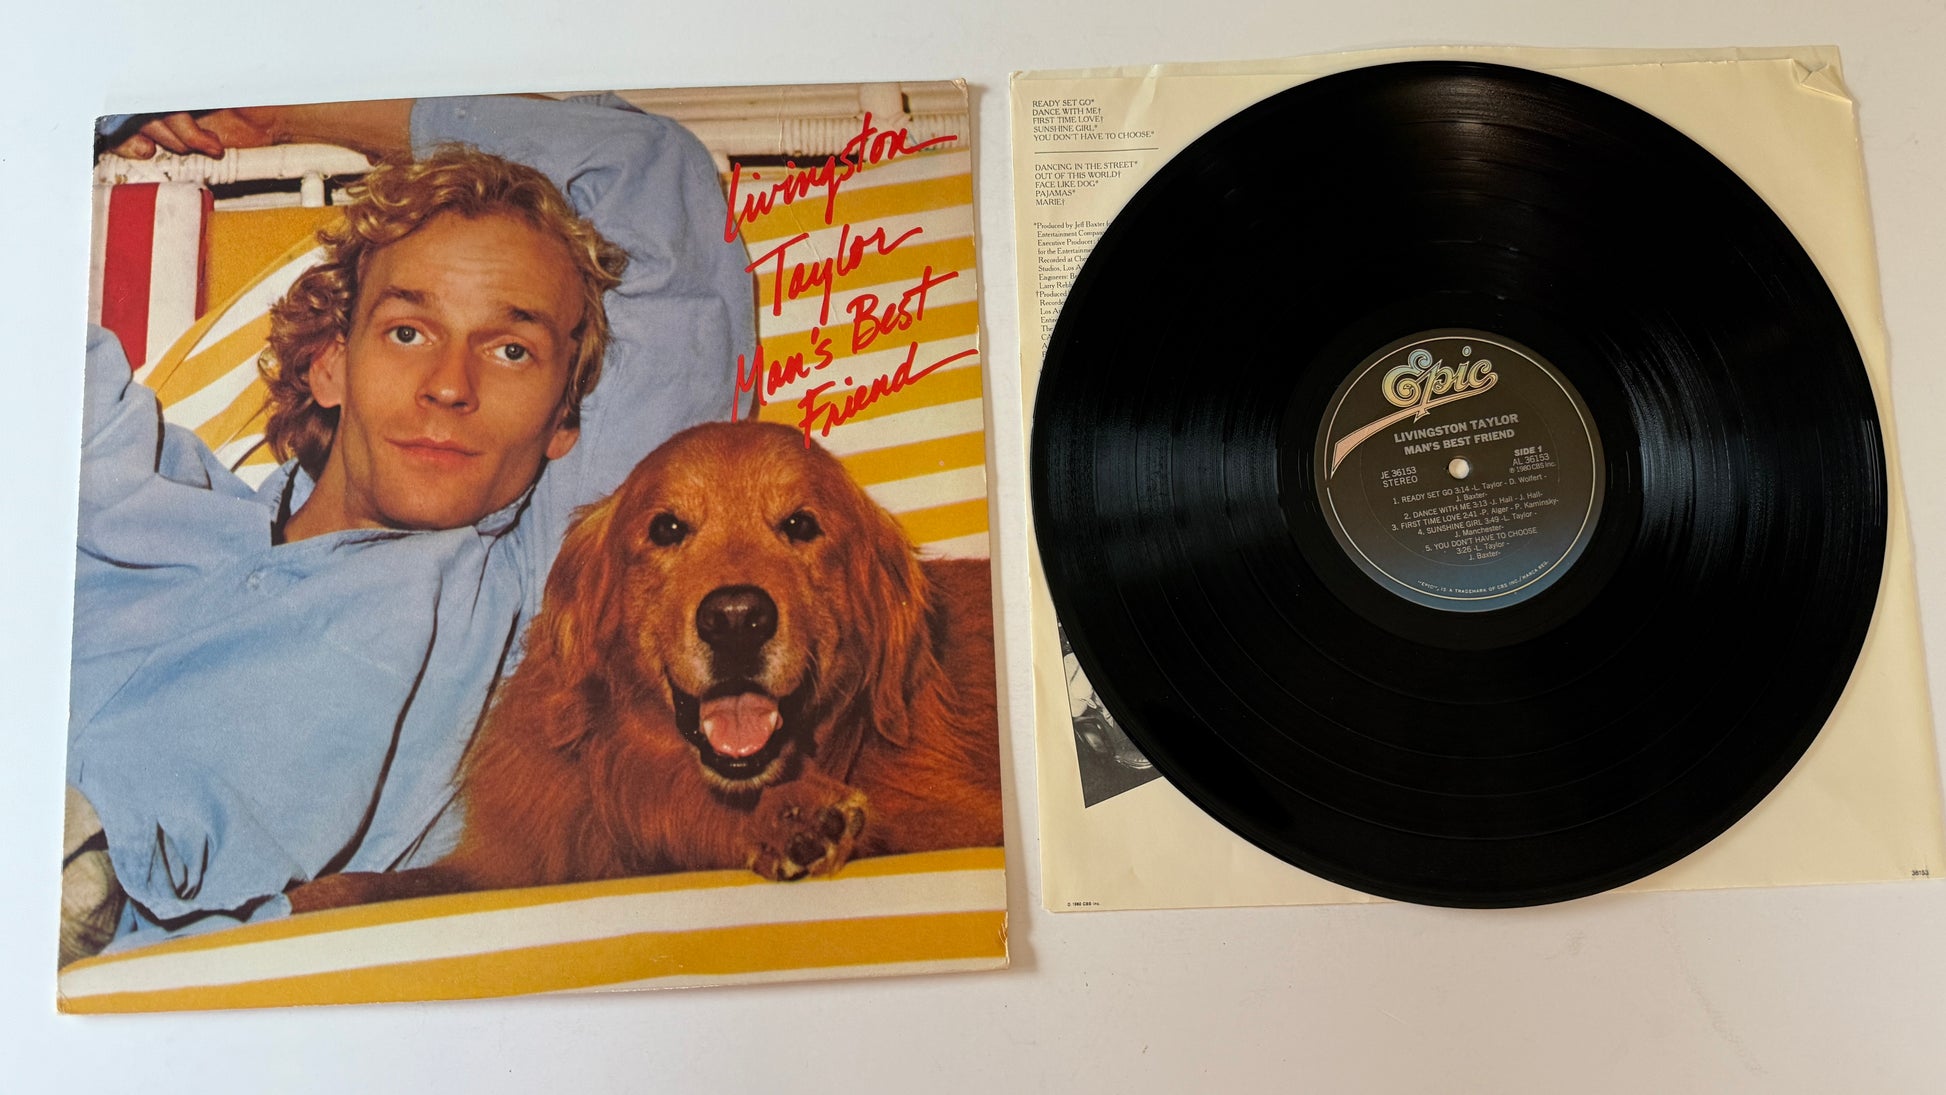 Livingston
Taylor
Man's Best
Friend
READY SET GO*
DANCE WITH ME†
FIRST TIME LOVE†
SUNSHINE GIRL*
YOU DON'T HAVE TO CHOOSE*
DANCING IN THE STREET*
OUT OF THIS WORLD†
FACE LIKE DOG*
PAJAMAS*
MARIE†
*Produced by Jeff Baxter
Entertainment
Executive Producer
for the Entertainment
Recorded at
Studios, Los
Engineers:
Larry
†Produced
Los
© 1980 CBS Inc.
36153
Epic
LIVINGSTON TAYLOR
MAN'S BEST FRIEND
JE 36153
STEREO
SIDE 1
AL 36153
℗ 1980 CBS Inc.
1. READY SET GO 3:14 -L. Taylor - D. Wolfert -
J. Baxter-
2. DANCE WITH ME 3:13 -J. Hall - J. Hall-
3. FIRST TIME LOVE 2:41 -P. Alger - P. Kaminsky-
4. SUNSHINE GIRL 3:49 -L. Taylor -
J. Manchester-
5. YOU DON'T HAVE TO CHOOSE
3:26 -L. Taylor -
J. Baxter-
"EPIC", IS A TRADEMARK OF CBS INC./MARCA REG.